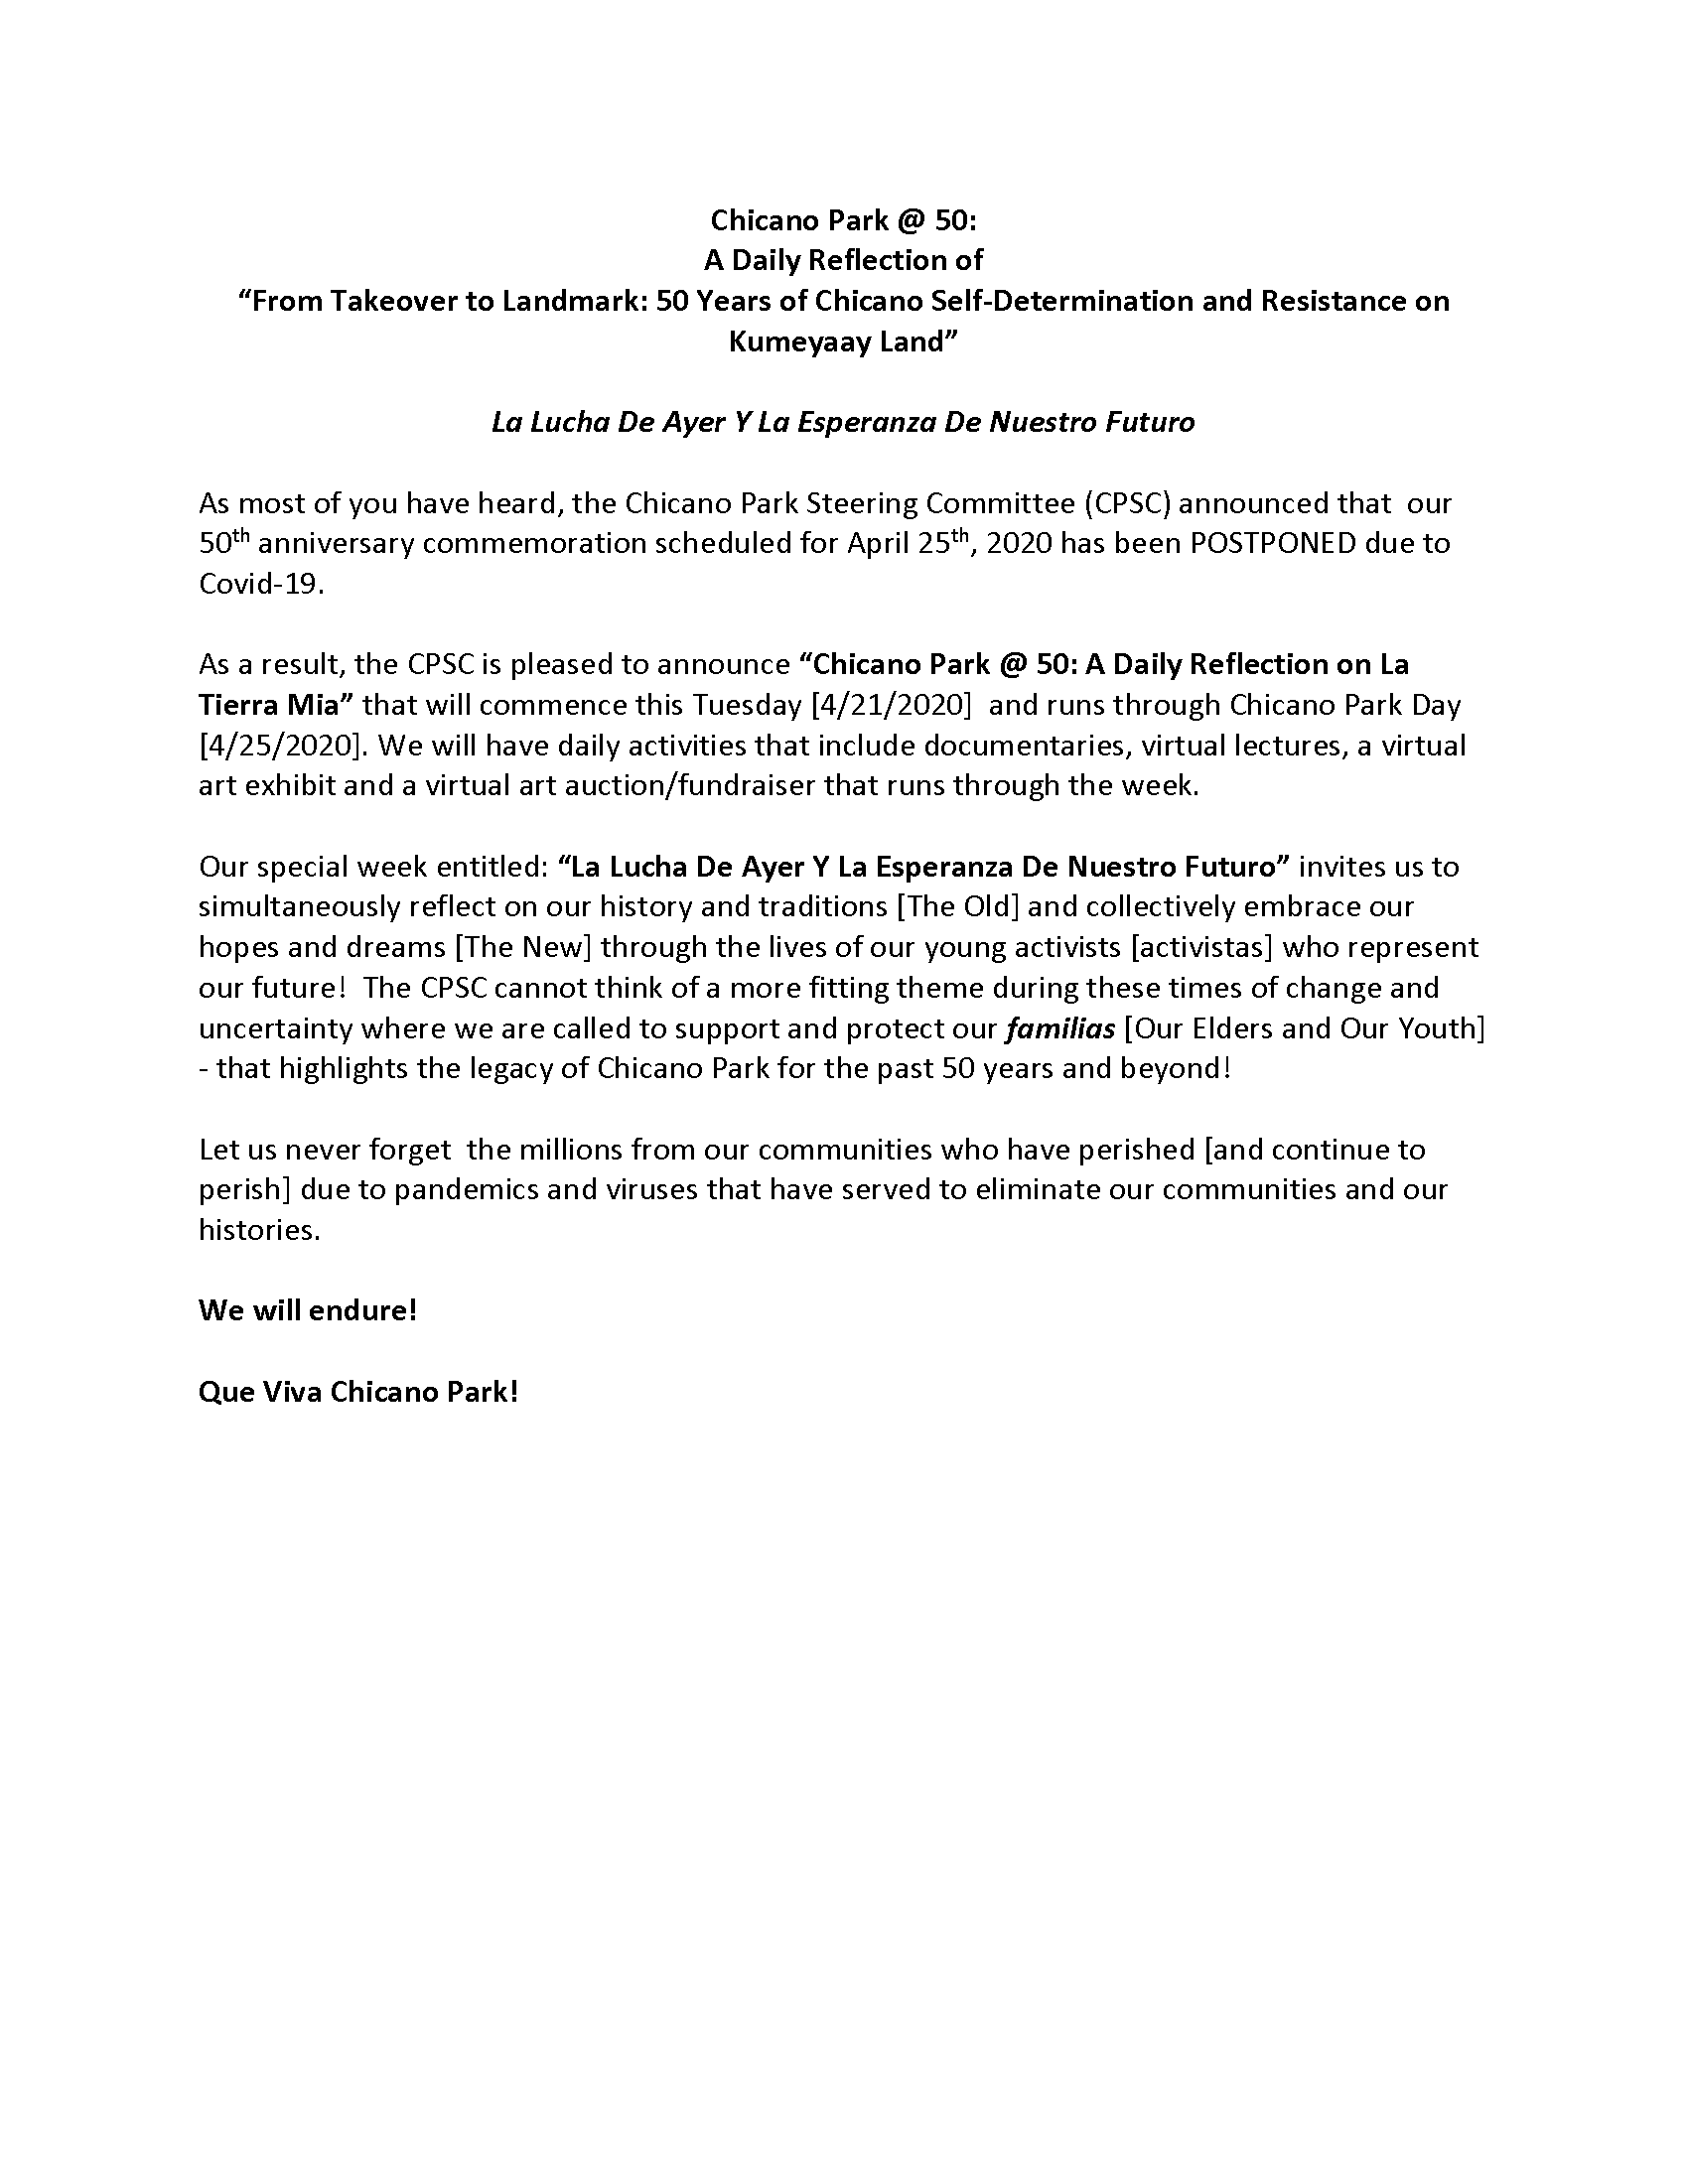 Chicano Park @ 50:
A Daily Reflection of
“From Takeover to Landmark: 50 Years of Chicano Self-Determination and Resistance on
Kumeyaay Land”
La Lucha De Ayer Y La Esperanza De Nuestro Futuro
As most of you have heard, the Chicano Park Steering Committee (CPSC) announced that  our
50th anniversary commemoration scheduled for April 25th, 2020 has been POSTPONED due to
Covid-19.
As a result, the CPSC is pleased to announce “Chicano Park @ 50: A Daily Reflection on La
Tierra Mia” that will commence this Tuesday [4/21/2020]  and runs through Chicano Park Day
[4/25/2020]. We will have daily activities that include documentaries, virtual lectures, a virtual
art exhibit and a virtual art auction/fundraiser that runs through the week.
Our special week entitled: “La Lucha De Ayer Y La Esperanza De Nuestro Futuro” invites us to
simultaneously reflect on our history and traditions [The Old] and collectively embrace our
hopes and dreams [The New] through the lives of our young activists [activistas] who represent
our future!  The CPSC cannot think of a more fitting theme during these times of change and
uncertainty where we are called to support and protect our familias [Our Elders and Our Youth]
- that highlights the legacy of Chicano Park for the past 50 years and beyond!
Let us never forget  the millions from our communities who have perished [and continue to
perish] due to pandemics and viruses that have served to eliminate our communities and our
histories.
We will endure!
Que Viva Chicano Park!